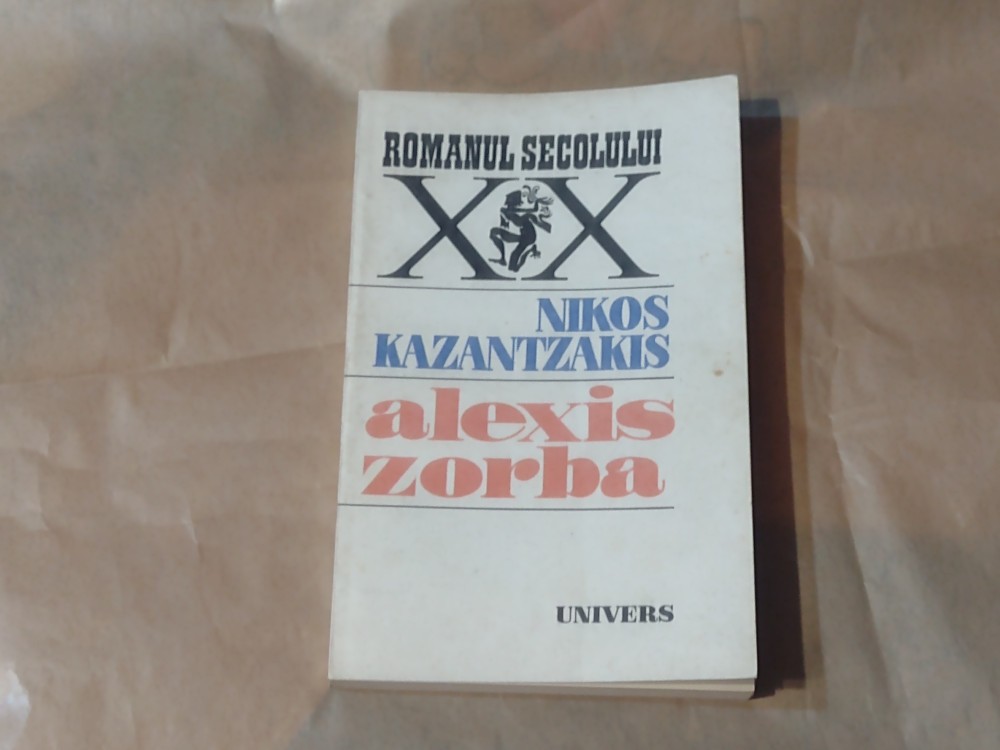 ROMANUL SECOLULUI
XX
NIKOS
KAZANTZAKIS
alexis
zorba
UNIVERS